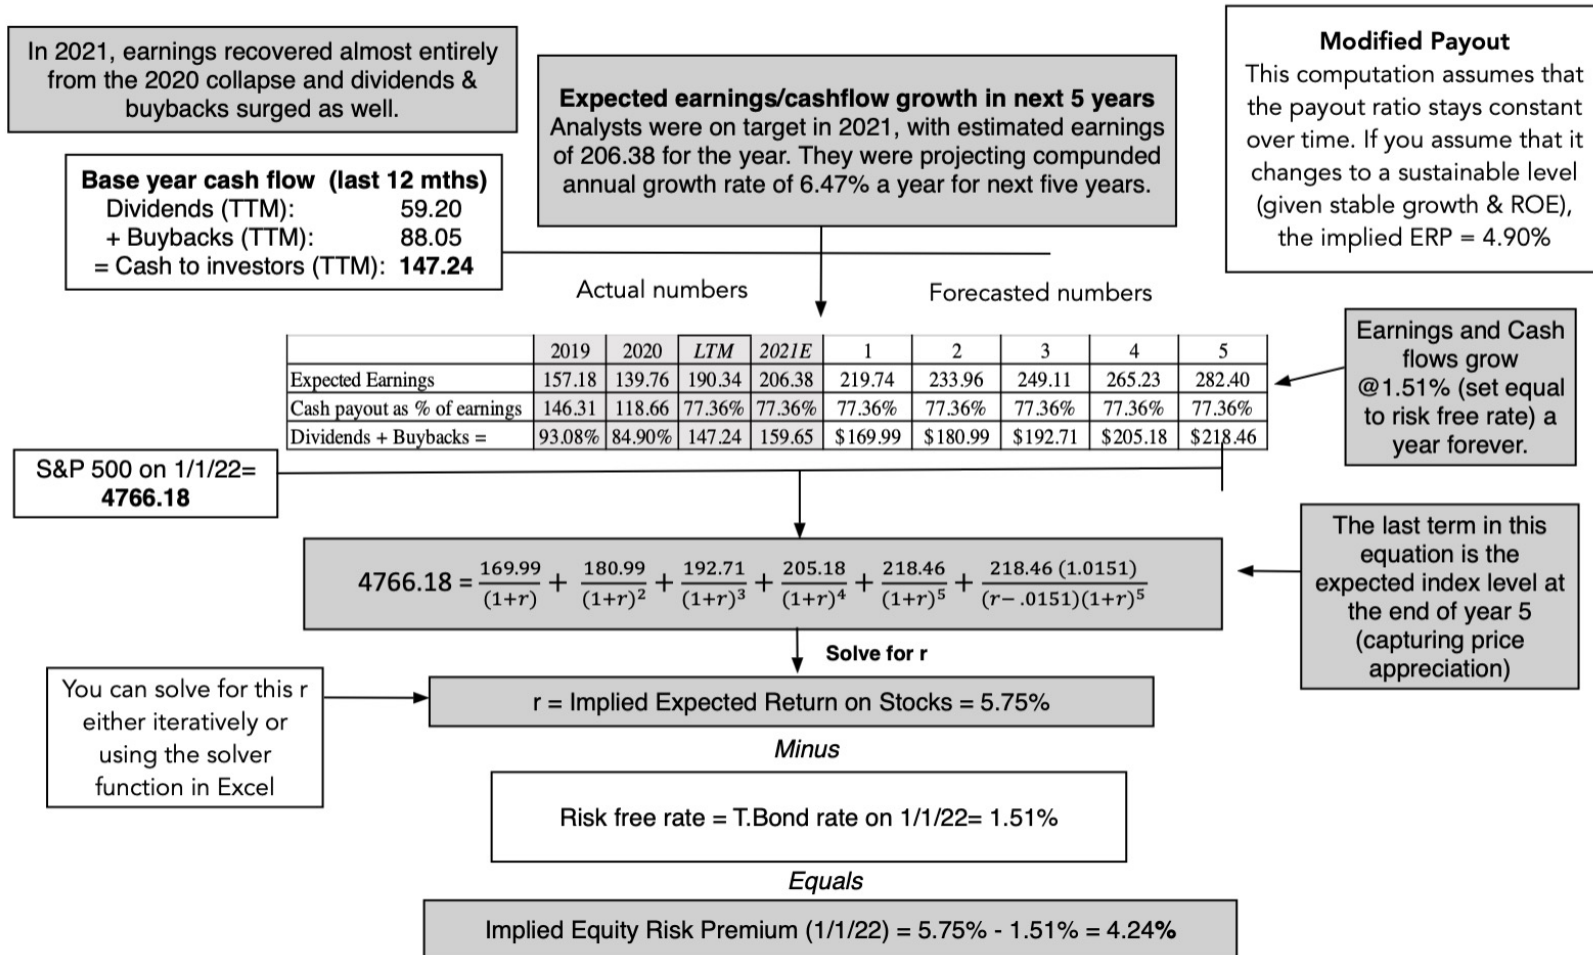 In 2021, earnings recovered almost entirely
from the 2020 collapse and dividends &
buybacks surged as well.
Expected earnings/cashflow growth in next 5 years
Analysts were on target in 2021, with estimated earnings
of 206.38 for the year. They were projecting compunded
annual growth rate of 6.47% a year for next five years.
Modified Payout
This computation assumes that
the payout ratio stays constant
over time. If you assume that it
changes to a sustainable level
(given stable growth & ROE),
the implied ERP = 4.90%
Base year cash flow (last 12 mths)
Dividends (TTM): 59.20
+ Buybacks (TTM): 88.05
= Cash to investors (TTM): 147.24
Actual numbers
Forecasted numbers
2019 2020 LTM 2021E 1 2 3 4 5
Expected Earnings 157.18 139.76 190.34 206.38 219.74 233.96 249.11 265.23 282.40
Cash payout as % of earnings 146.31 118.66 77.36% 77.36% 77.36% 77.36% 77.36% 77.36% 77.36%
Dividends + Buybacks = 93.08% 84.90% 147.24 159.65 $169.99 $180.99 $192.71 $205.18 $218.46
Earnings and Cash
flows grow
@1.51% (set equal
to risk free rate) a
year forever.
S&P 500 on 1/1/22=
4766.18
4766.18 = 169.99/(1+r) + 180.99/(1+r)² + 192.71/(1+r)³ + 205.18/(1+r)⁴ + 218.46/(1+r)⁵ + 218.46 (1.0151)/(r−.0151)(1+r)⁵
The last term in this
equation is the
expected index level at
the end of year 5
(capturing price
appreciation)
Solve for r
You can solve for this r
either iteratively or
using the solver
function in Excel
r = Implied Expected Return on Stocks = 5.75%
Minus
Risk free rate = T.Bond rate on 1/1/22= 1.51%
Equals
Implied Equity Risk Premium (1/1/22) = 5.75% - 1.51% = 4.24%